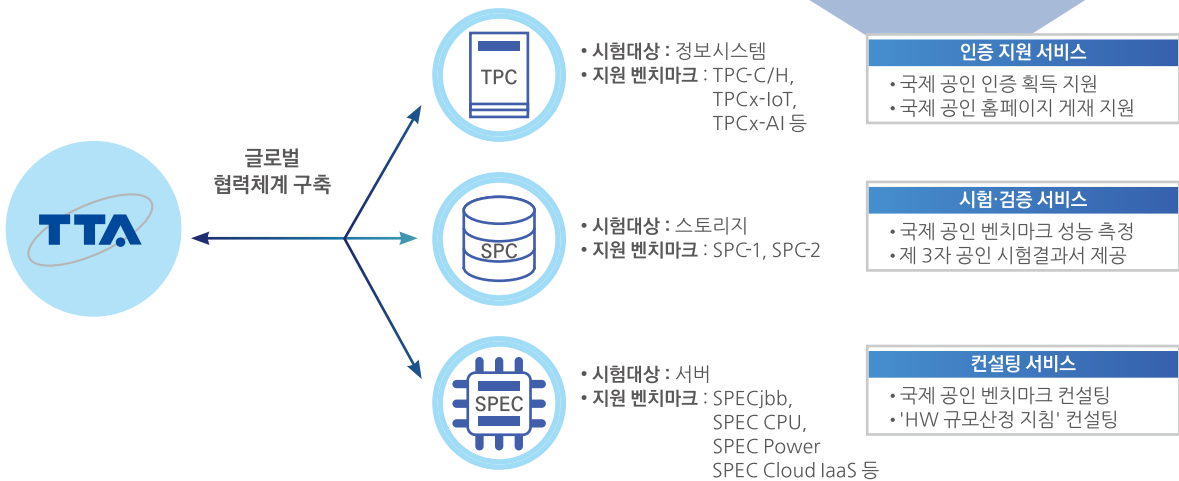 TTA
글로벌
협력체계 구축
TPC
• 시험대상 : 정보시스템
• 지원 벤치마크 : TPC-C/H,
TPCx-IoT,
TPCx-AI 등
SPC
• 시험대상 : 스토리지
• 지원 벤치마크 : SPC-1, SPC-2
SPEC
• 시험대상 : 서버
• 지원 벤치마크 : SPECjbb,
SPEC CPU,
SPEC Power
SPEC Cloud IaaS 등
인증 지원 서비스
• 국제 공인 인증 획득 지원
• 국제 공인 홈페이지 게재 지원
시험·검증 서비스
• 국제 공인 벤치마크 성능 측정
• 제 3자 공인 시험결과서 제공
컨설팅 서비스
• 국제 공인 벤치마크 컨설팅
• 'HW 규모산정 지침' 컨설팅